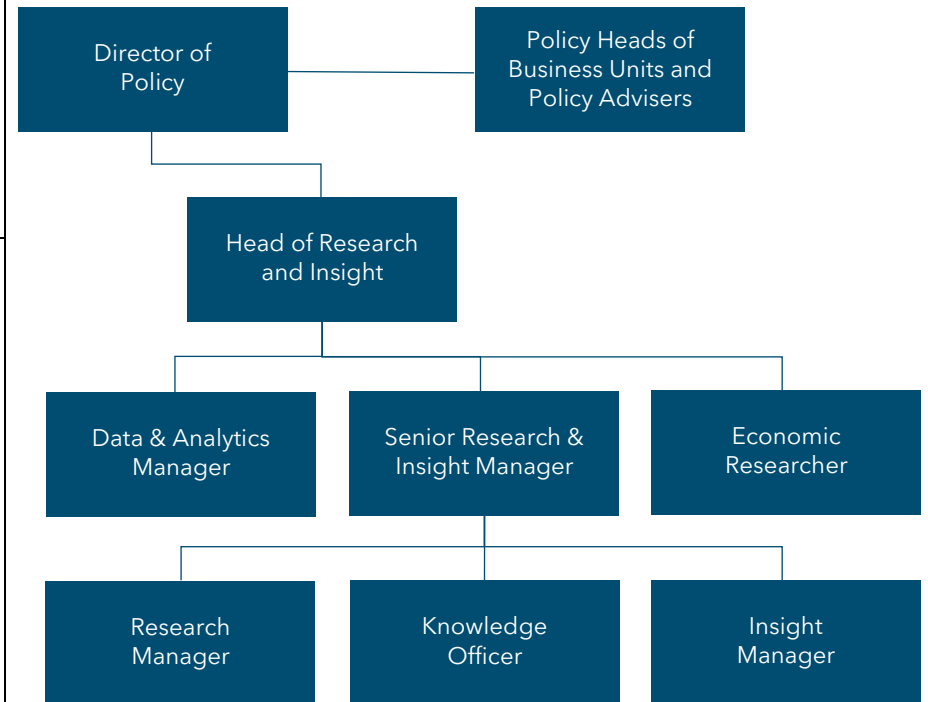 Director of
Policy
Policy Heads of
Business Units and
Policy Advisers
Head of Research
and Insight
Data & Analytics
Manager
Senior Research &
Insight Manager
Economic
Researcher
Research
Manager
Knowledge
Officer
Insight
Manager